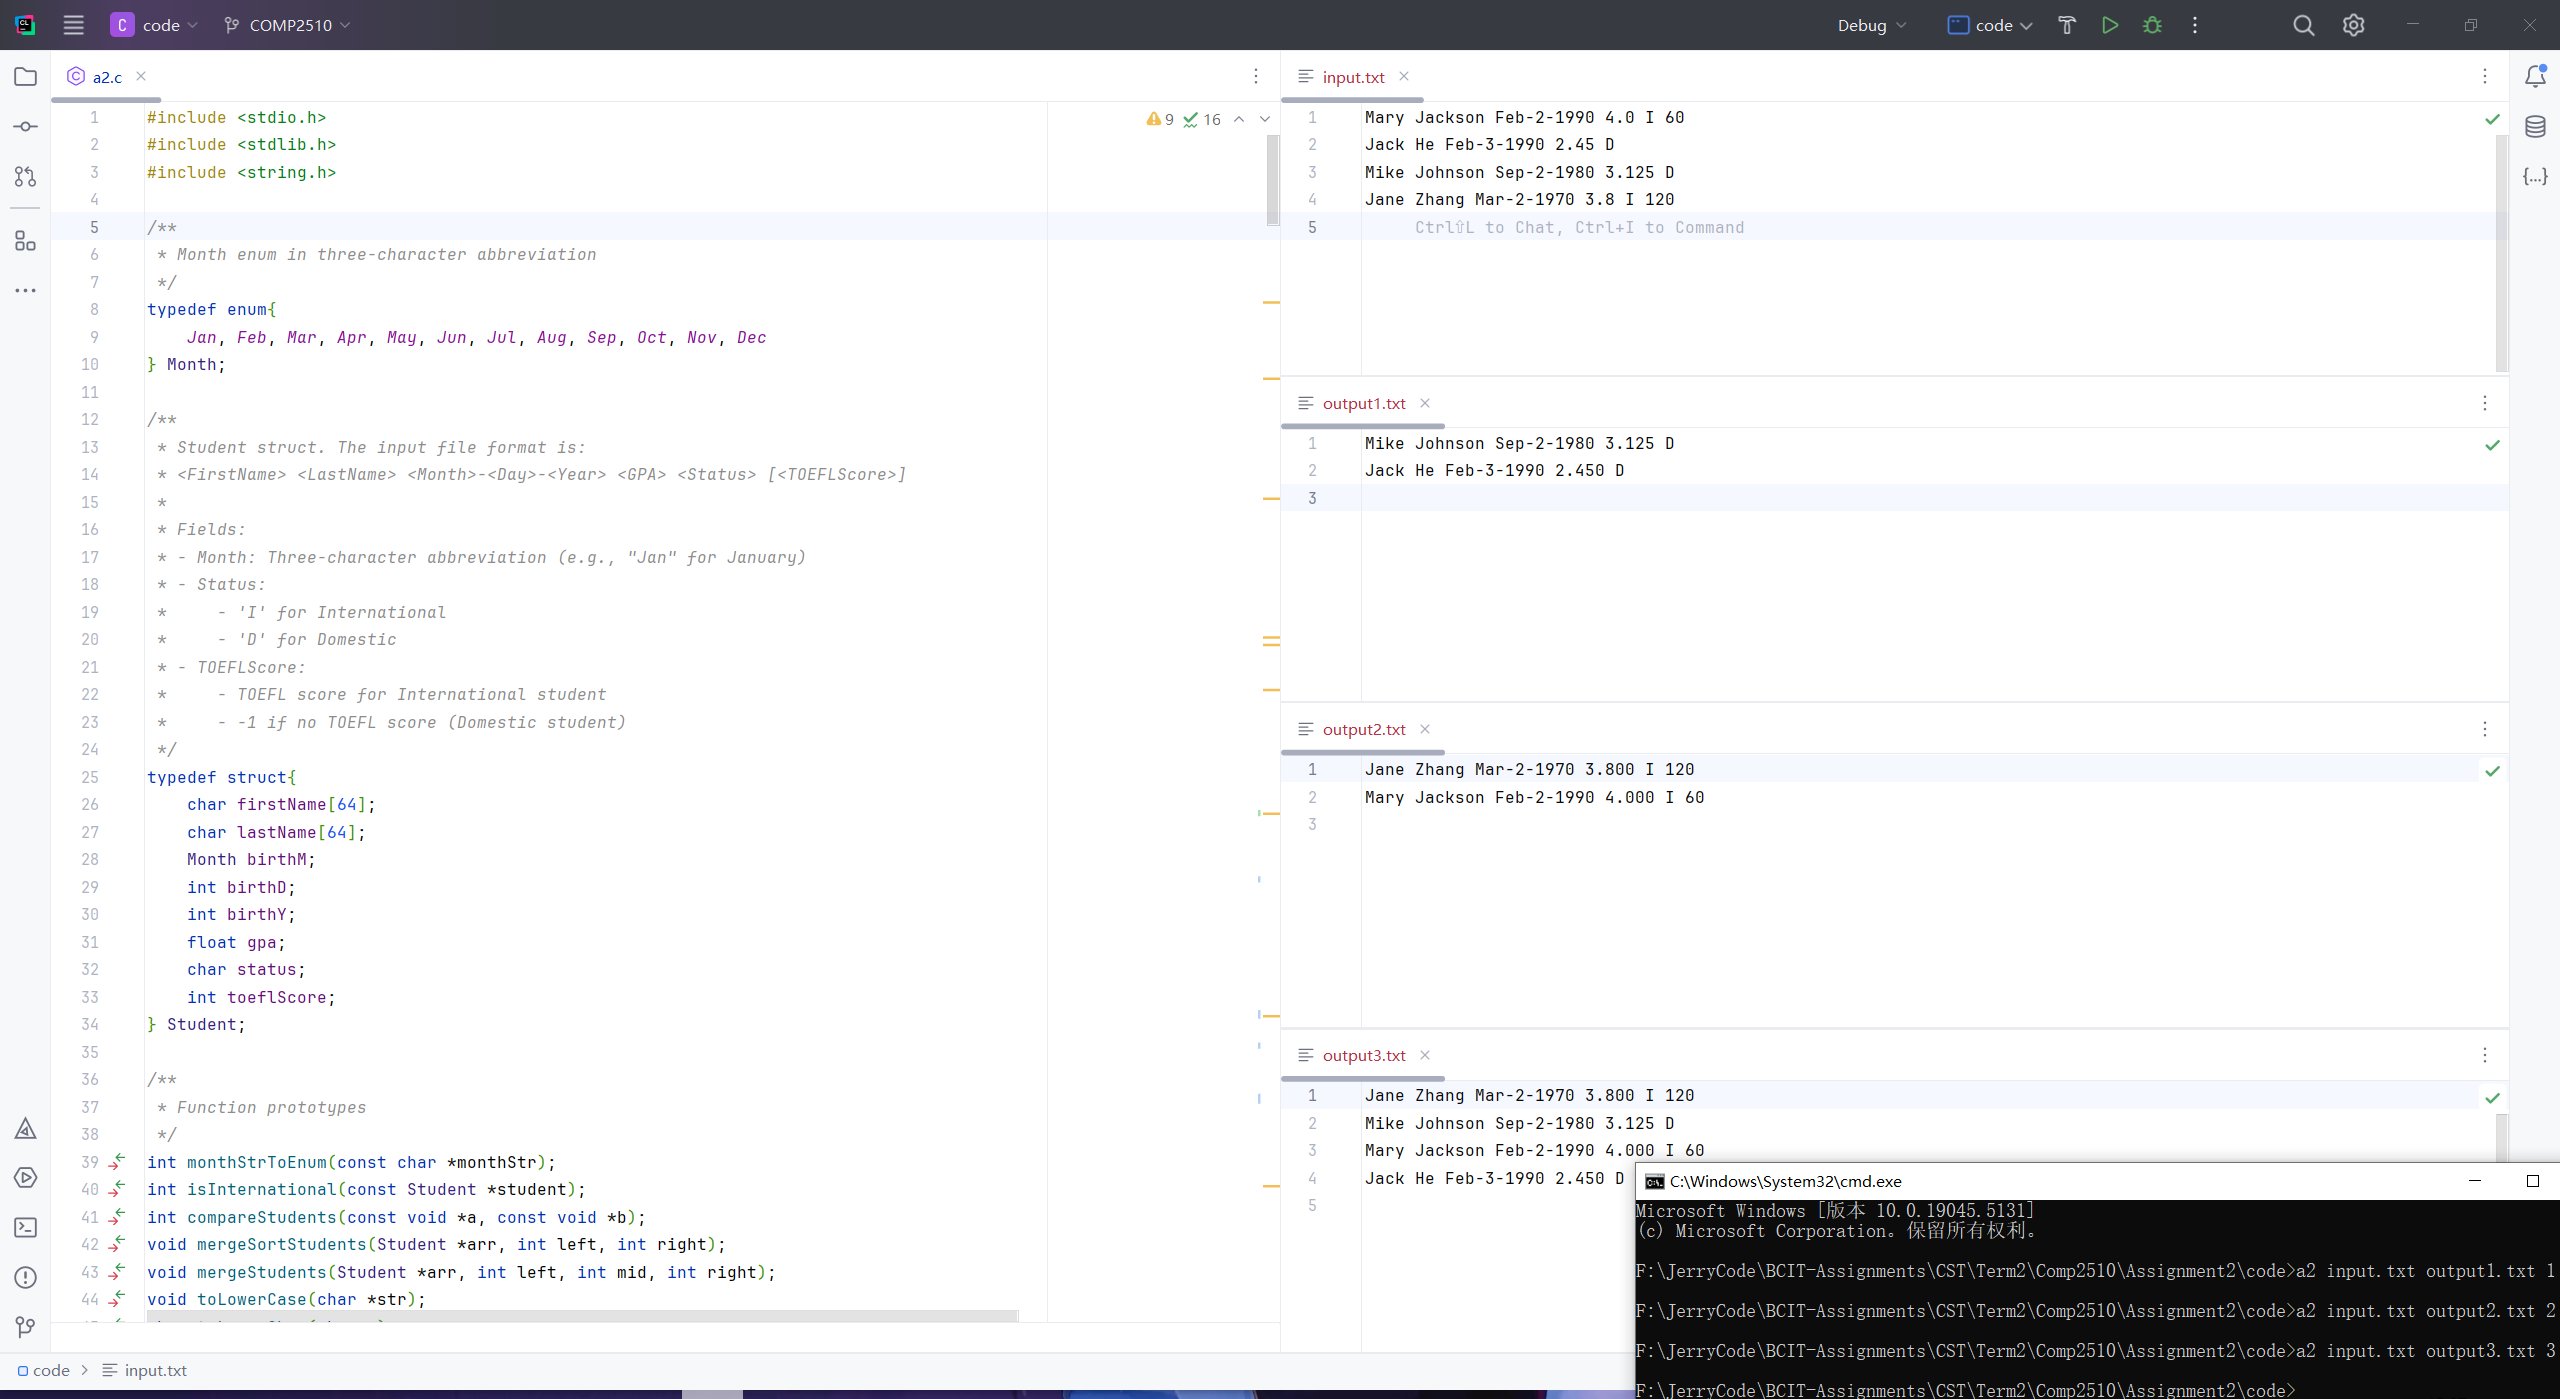 C code COMP2510 Debug code
a2.c
9 16
1 #include <stdio.h>
2 #include <stdlib.h>
3 #include <string.h>
4
5 /**
6 * Month enum in three-character abbreviation
7 */
8 typedef enum{
9 Jan, Feb, Mar, Apr, May, Jun, Jul, Aug, Sep, Oct, Nov, Dec
10 } Month;
11
12 /**
13 * Student struct. The input file format is:
14 * <FirstName> <LastName> <Month>-<Day>-<Year> <GPA> <Status> [<TOEFLScore>]
15 *
16 * Fields:
17 * - Month: Three-character abbreviation (e.g., "Jan" for January)
18 * - Status:
19 * - 'I' for International
20 * - 'D' for Domestic
21 * - TOEFLScore:
22 * - TOEFL score for International student
23 * - -1 if no TOEFL score (Domestic student)
24 */
25 typedef struct{
26 char firstName[64];
27 char lastName[64];
28 Month birthM;
29 int birthD;
30 int birthY;
31 float gpa;
32 char status;
33 int toeflScore;
34 } Student;
35
36 /**
37 * Function prototypes
38 */
39 int monthStrToEnum(const char *monthStr);
40 int isInternational(const Student *student);
41 int compareStudents(const void *a, const void *b);
42 void mergeSortStudents(Student *arr, int left, int right);
43 void mergeStudents(Student *arr, int left, int mid, int right);
44 void toLowerCase(char *str);
input.txt
1 Mary Jackson Feb-2-1990 4.0 I 60
2 Jack He Feb-3-1990 2.45 D
3 Mike Johnson Sep-2-1980 3.125 D
4 Jane Zhang Mar-2-1970 3.8 I 120
5 Ctrl⇧L to Chat, Ctrl+I to Command
output1.txt
1 Mike Johnson Sep-2-1980 3.125 D
2 Jack He Feb-3-1990 2.450 D
3
output2.txt
1 Jane Zhang Mar-2-1970 3.800 I 120
2 Mary Jackson Feb-2-1990 4.000 I 60
3
output3.txt
1 Jane Zhang Mar-2-1970 3.800 I 120
2 Mike Johnson Sep-2-1980 3.125 D
3 Mary Jackson Feb-2-1990 4.000 I 60
4 Jack He Feb-3-1990 2.450 D
5
C:\Windows\System32\cmd.exe
Microsoft Windows [版本 10.0.19045.5131]
(c) Microsoft Corporation。保留所有权利。
F:\JerryCode\BCIT-Assignments\CST\Term2\Comp2510\Assignment2\code>a2 input.txt output1.txt 1
F:\JerryCode\BCIT-Assignments\CST\Term2\Comp2510\Assignment2\code>a2 input.txt output2.txt 2
F:\JerryCode\BCIT-Assignments\CST\Term2\Comp2510\Assignment2\code>a2 input.txt output3.txt 3
F:\JerryCode\BCIT-Assignments\CST\Term2\Comp2510\Assignment2\code>
code > input.txt